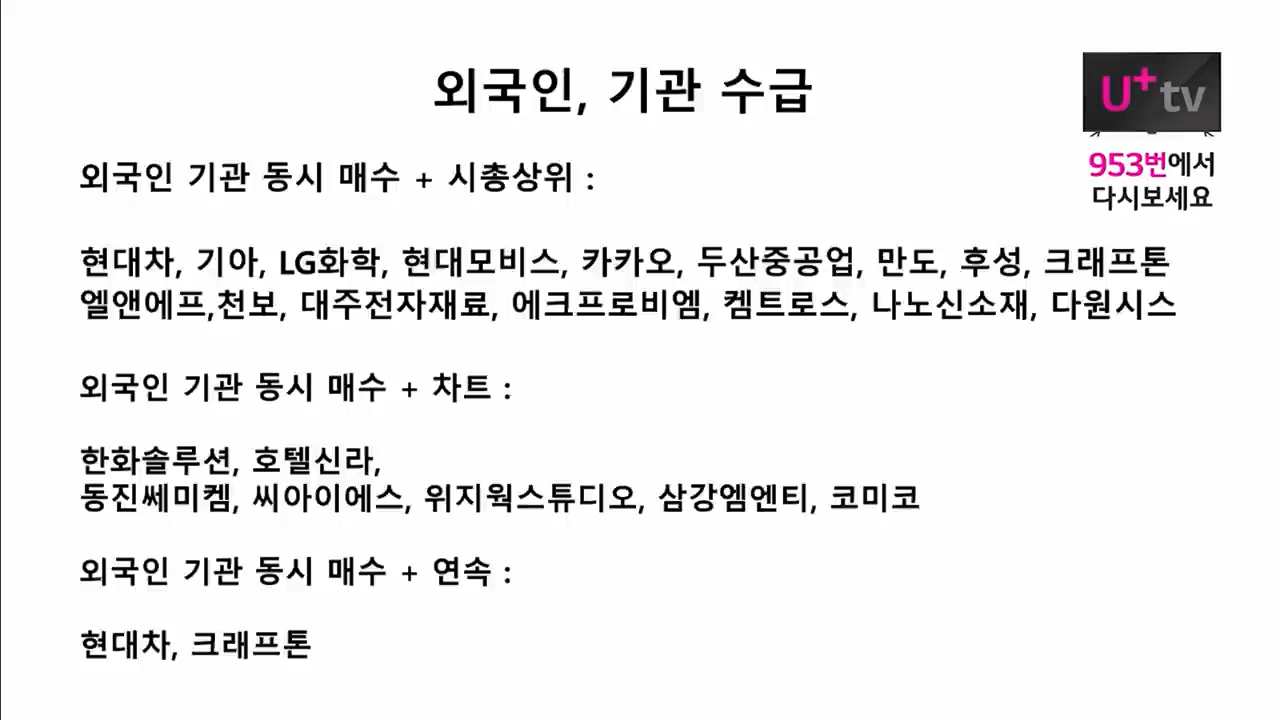 외국인, 기관 수급
U+tv
953번에서
다시보세요
외국인 기관 동시 매수 + 시총상위 :
현대차, 기아, LG화학, 현대모비스, 카카오, 두산중공업, 만도, 후성, 크래프톤
엘앤에프,천보, 대주전자재료, 에크프로비엠, 켐트로스, 나노신소재, 다원시스
외국인 기관 동시 매수 + 차트 :
한화솔루션, 호텔신라,
동진쎄미켐, 씨아이에스, 위지웍스튜디오, 삼강엠엔티, 코미코
외국인 기관 동시 매수 + 연속 :
현대차, 크래프톤